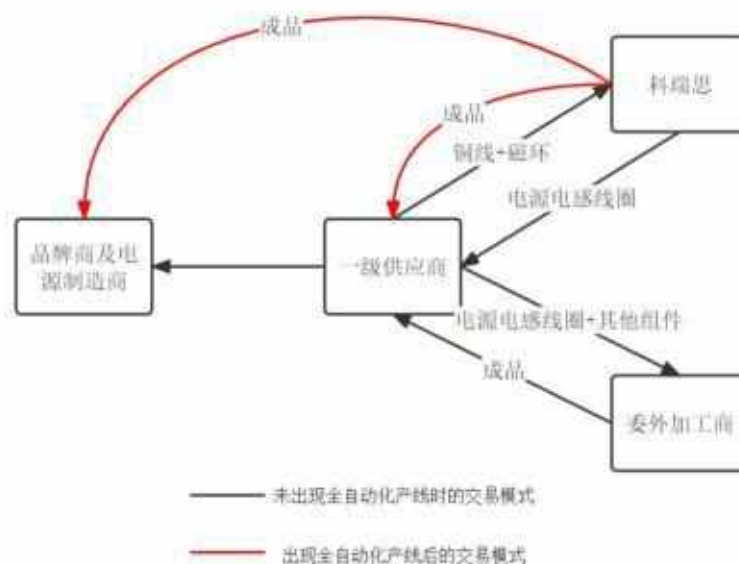 成品
科瑞思
成品
铜线+磁环
电源电感线圈
品牌商及电
源制造商
一级供应商
电源电感线圈+其他组件
成品
委外加工商
未出现全自动化产线时的交易模式
出现全自动化产线后的交易模式